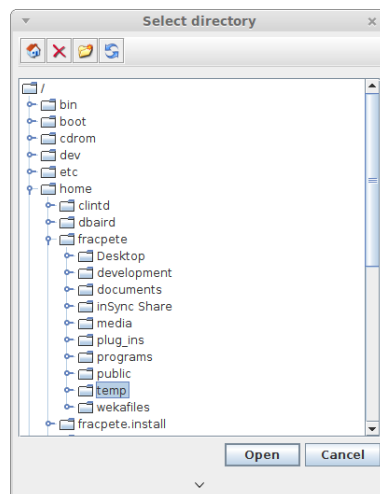 Select directory
/
bin
boot
cdrom
dev
etc
home
clintd
dbaird
fracpete
Desktop
development
documents
inSync Share
media
plug_ins
programs
public
temp
wekafiles
fracpete.install
Open Cancel